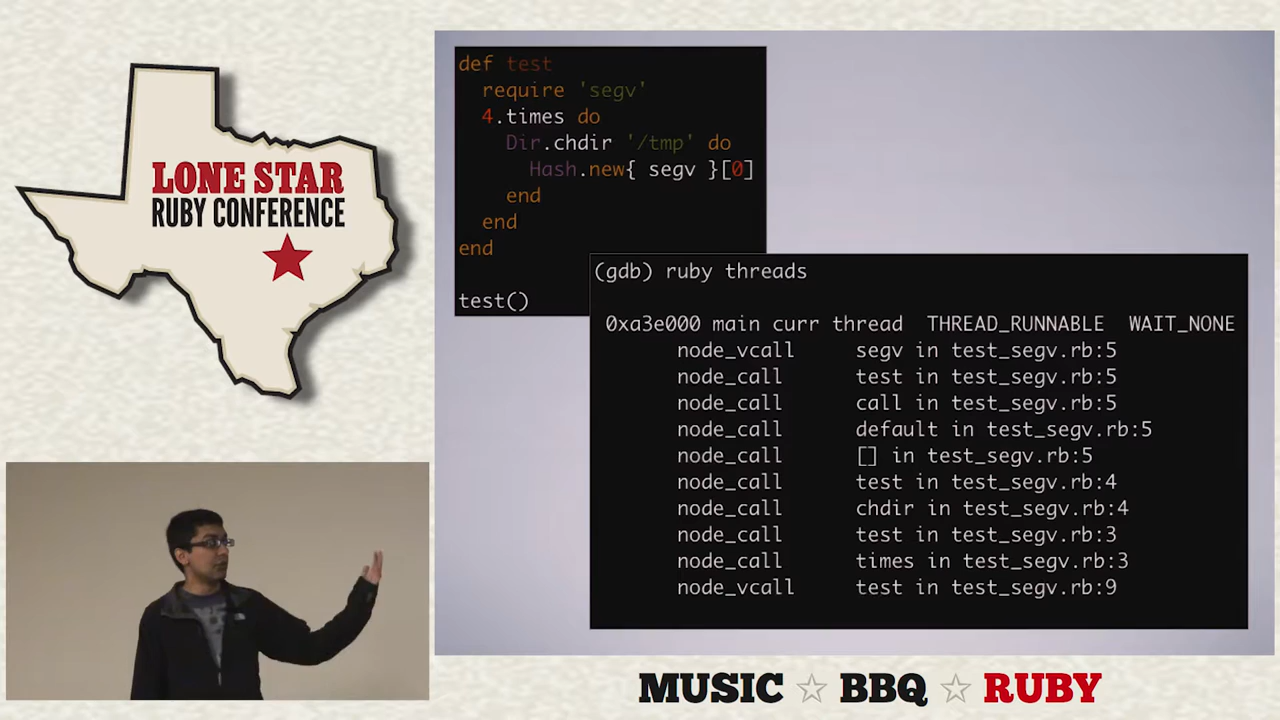 LONE STAR
RUBY CONFERENCE
def test
  require 'segv'
  4.times do
    Dir.chdir '/tmp' do
      Hash.new{ segv }[0]
    end
  end
end
test()
(gdb) ruby threads
0xa3e000 main curr thread  THREAD_RUNNABLE  WAIT_NONE
node_vcall     segv in test_segv.rb:5
node_call      test in test_segv.rb:5
node_call      call in test_segv.rb:5
node_call      default in test_segv.rb:5
node_call      [] in test_segv.rb:5
node_call      test in test_segv.rb:4
node_call      chdir in test_segv.rb:4
node_call      test in test_segv.rb:3
node_call      times in test_segv.rb:3
node_vcall     test in test_segv.rb:9
MUSIC ☆ BBQ ☆ RUBY